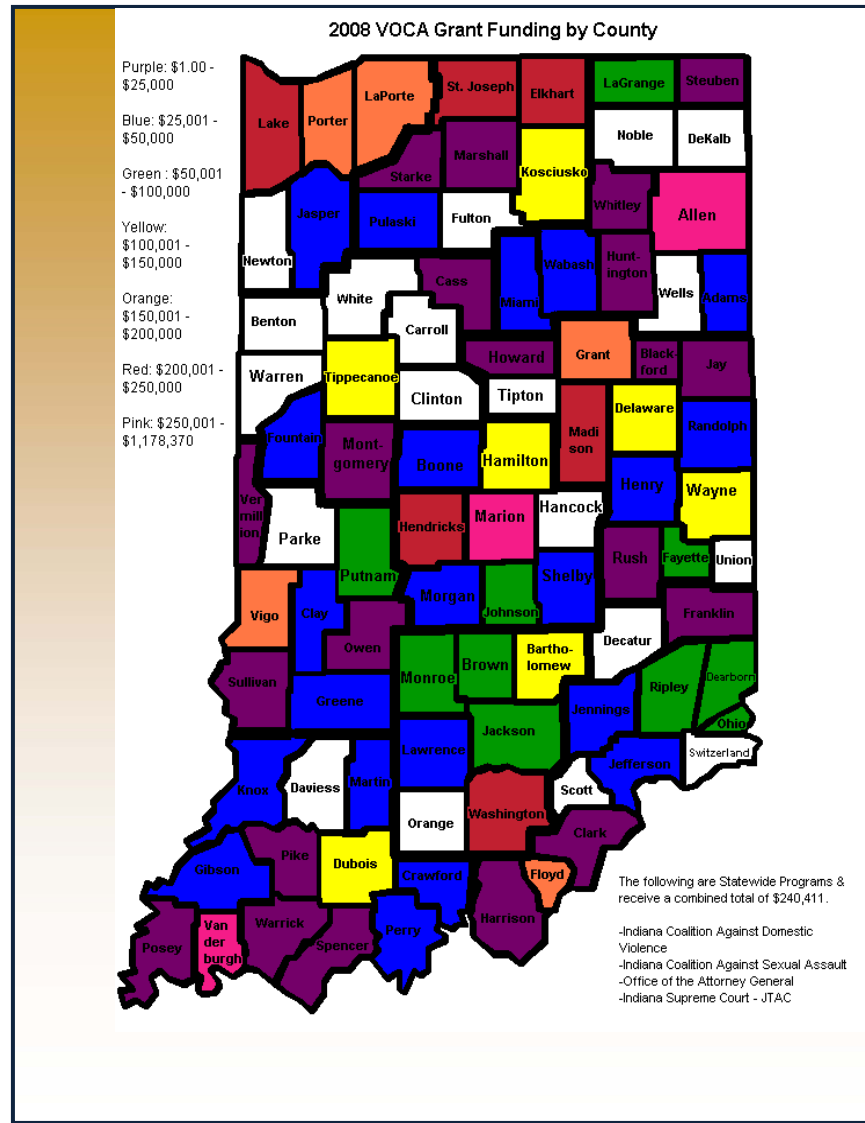 2008 VOCA Grant Funding by County
Purple: $1.00 -
$25,000
Blue: $25,001 -
$50,000
Green : $50,001
- $100,000
Yellow:
$100,001 -
$150,000
Orange:
$150,001 -
$200,000
Red: $200,001 -
$250,000
Pink: $250,001 -
$1,178,370
Lake
Porter
LaPorte
St. Joseph
Elkhart
LaGrange
Steuben
Noble
DeKalb
Starke
Marshall
Kosciusko
Whitley
Allen
Newton
Jasper
Pulaski
Fulton
Cass
Miami
Wabash
Hunt-
ington
Wells
Adams
Benton
White
Carroll
Howard
Grant
Black-
ford
Jay
Warren
Tippecanoe
Clinton
Tipton
Madi
son
Delaware
Randolph
Fountain
Mont-
gomery
Boone
Hamilton
Henry
Wayne
Ver
mill
ion
Parke
Putnam
Hendricks
Marion
Hancock
Rush
Fayette
Union
Vigo
Clay
Owen
Morgan
Johnson
Shelby
Decatur
Franklin
Sullivan
Greene
Monroe
Brown
Bartho-
lomew
Jennings
Ripley
Dearborn
Ohio
Switzerland
Knox
Daviess
Martin
Lawrence
Jackson
Orange
Washington
Scott
Jefferson
Clark
Gibson
Pike
Dubois
Crawford
Floyd
Harrison
Posey
Van
der
burgh
Warrick
Spencer
Perry
The following are Statewide Programs &
receive a combined total of $240,411.
-Indiana Coalition Against Domestic
Violence
-Indiana Coalition Against Sexual Assault
-Office of the Attorney General
-Indiana Supreme Court - JTAC